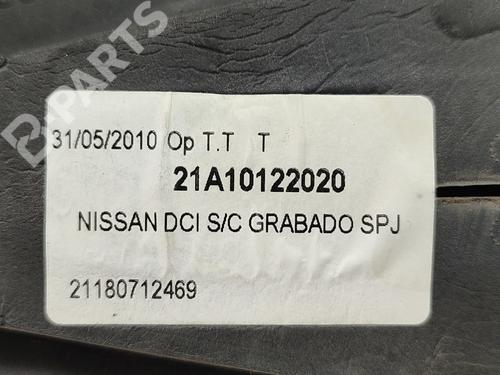 B-PARTS
31/05/2010 Op T.T T
21A10122020
NISSAN DCI S/C GRABADO SPJ
21180712469